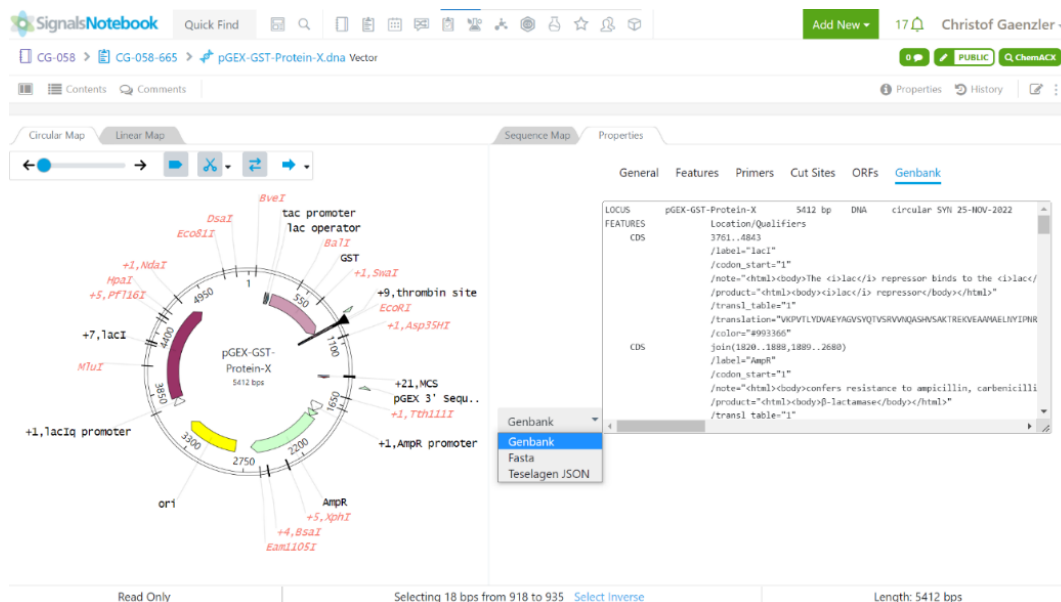 SignalsNotebook Quick Find Add New 17 Christof Gaenzler
CG-058 > CG-058-665 > pGEX-GST-Protein-X.dna Vector 0 PUBLIC ChemACX
Contents Comments Properties History
Circular Map Linear Map Sequence Map Properties
General Features Primers Cut Sites ORFs Genbank
BveI
tac promoter
DsaI
lac operator
Eco81I
BalI
GST
+1,NdaI
+1,SwaI
HpaI
+9,thrombin site
+5,Pfl16I
EcoRI
+1,Asp35HI
+7,lacI
MluI
+21,MCS
pGEX 3' Sequ..
+1,Tth111I
+1,lacIq promoter
+1,AmpR promoter
ori
AmpR
+5,XphI
+4,BsaI
Eam1105I
1
550
1100
1650
2200
2750
3300
3850
4400
4950
pGEX-GST-
Protein-X
5412 bps
LOCUS pGEX-GST-Protein-X 5412 bp DNA circular SYN 25-NOV-2022
FEATURES Location/Qualifiers
CDS 3761..4843
/label="lacI"
/codon_start="1"
/note="<html><body>The <i>lac</i> repressor binds to the <i>lac</
/product="<html><body><i>lac</i> repressor</body></html>"
/transl_table="1"
/translation="VKPVTLYDVAEYAGVSYQTVSRVVNQASHVSAKTREKVEAAMAELNYIPNR
/color="#993366"
CDS join(1820..1888,1889..2680)
/label="AmpR"
/codon_start="1"
/note="<html><body>confers resistance to ampicillin, carbenicilli
/product="<html><body>β-lactamase</body></html>"
/transl_table="1"
Genbank
Genbank
Fasta
Teselagen JSON
Read Only Selecting 18 bps from 918 to 935 Select Inverse Length: 5412 bps